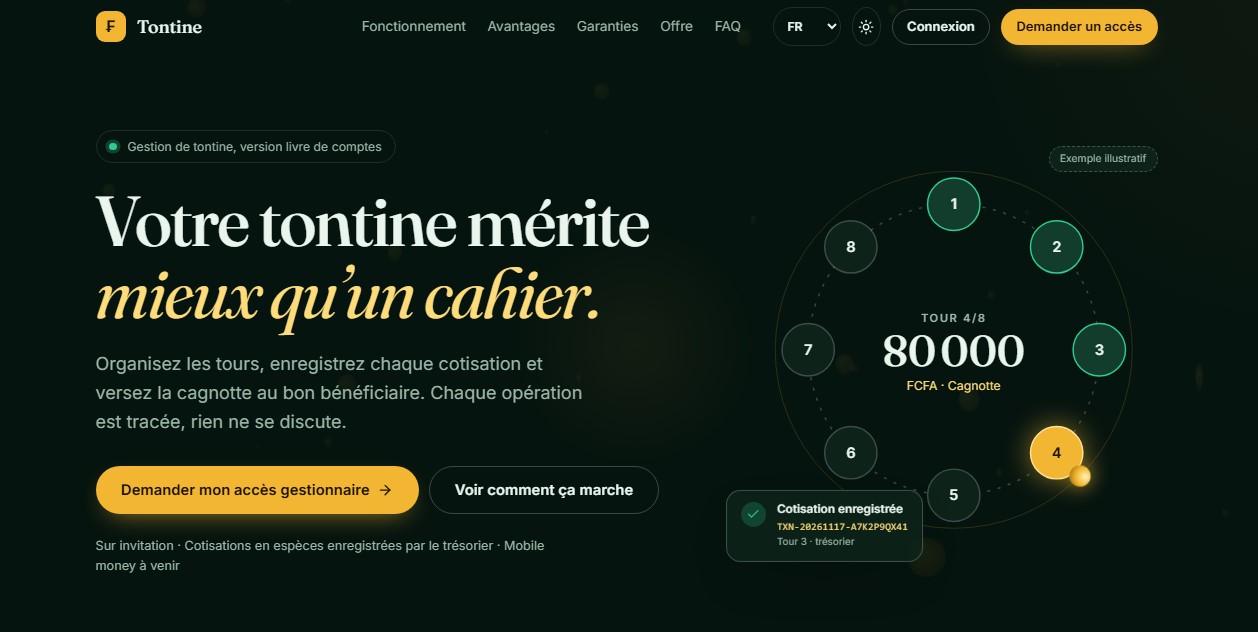 ₣ Tontine
Fonctionnement Avantages Garanties Offre FAQ FR Connexion Demander un accès
Gestion de tontine, version livre de comptes
Votre tontine mérite
mieux qu’un cahier.
Organisez les tours, enregistrez chaque cotisation et
versez la cagnotte au bon bénéficiaire. Chaque opération
est tracée, rien ne se discute.
Demander mon accès gestionnaire → Voir comment ça marche
Sur invitation · Cotisations en espèces enregistrées par le trésorier · Mobile
money à venir
Exemple illustratif
1
2
3
4
5
6
7
8
TOUR 4/8
80 000
FCFA · Cagnotte
Cotisation enregistrée
TXN-20261117-A7K2P9QX41
Tour 3 · trésorier